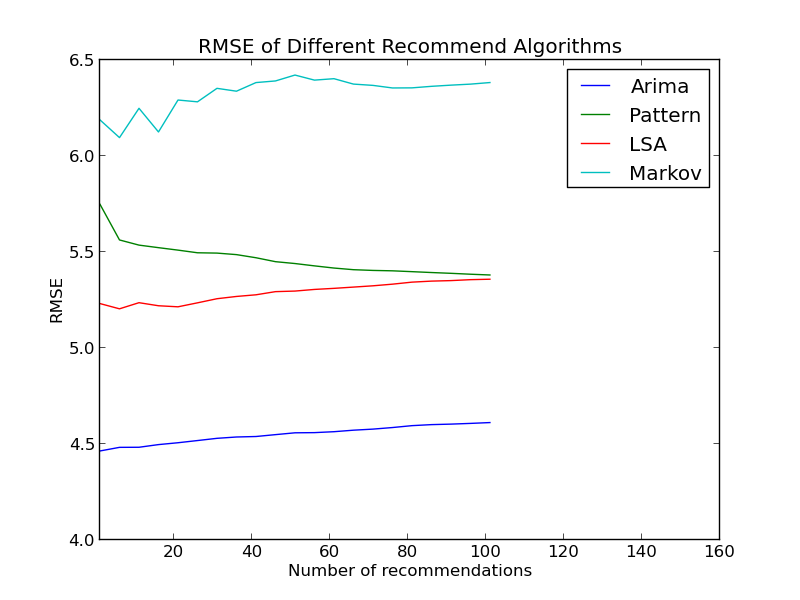 RMSE of Different Recommend Algorithms
6.5
6.0
5.5
5.0
4.5
4.0
RMSE
Arima
Pattern
LSA
Markov
20 40 60 80 100 120 140 160
Number of recommendations